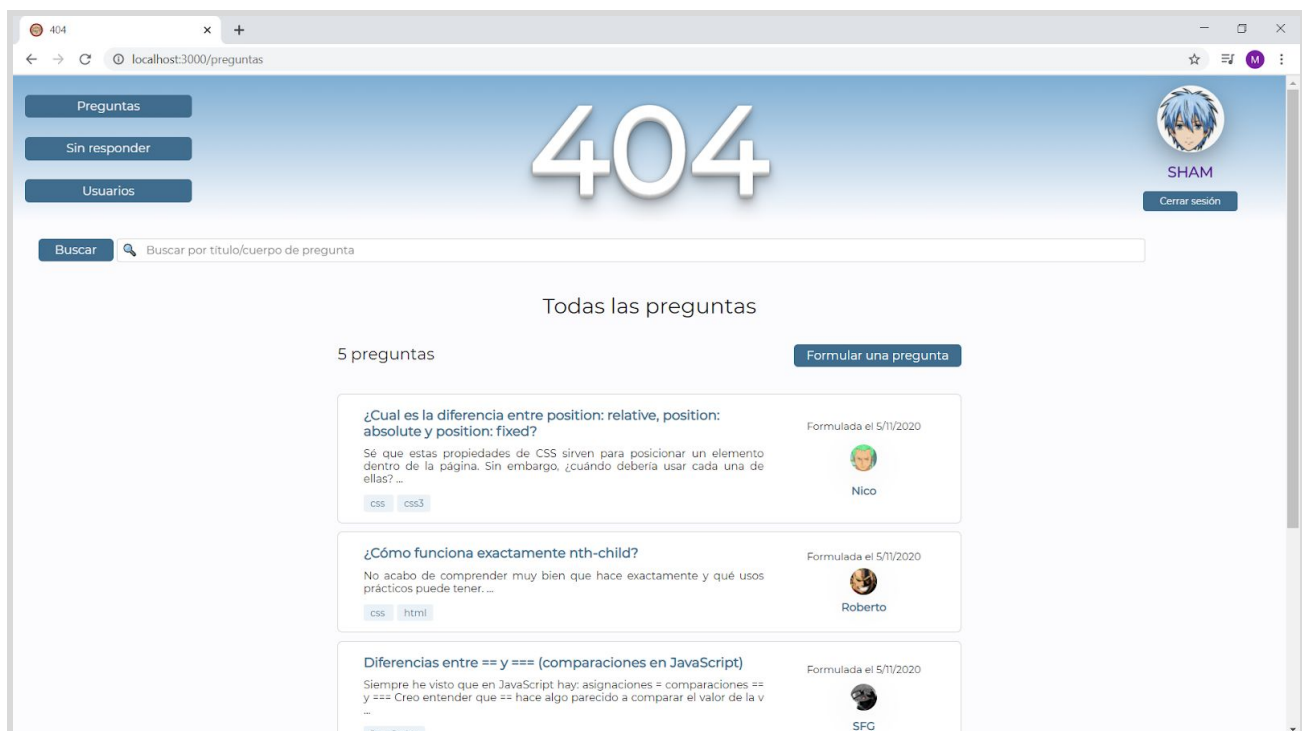 404
localhost:3000/preguntas
M
Preguntas
Sin responder
Usuarios
404
SHAM
Cerrar sesión
Buscar
Buscar por título/cuerpo de pregunta
Todas las preguntas
5 preguntas
Formular una pregunta
¿Cual es la diferencia entre position: relative, position:
absolute y position: fixed?
Sé que estas propiedades de CSS sirven para posicionar un elemento
dentro de la página. Sin embargo, ¿cuándo debería usar cada una de
ellas? ...
css css3
Formulada el 5/11/2020
Nico
¿Cómo funciona exactamente nth-child?
No acabo de comprender muy bien que hace exactamente y qué usos
prácticos puede tener. ...
css html
Formulada el 5/11/2020
Roberto
Diferencias entre == y === (comparaciones en JavaScript)
Siempre he visto que en JavaScript hay: asignaciones = comparaciones ==
y === Creo entender que == hace algo parecido a comparar el valor de la v
...
Formulada el 5/11/2020
SFG